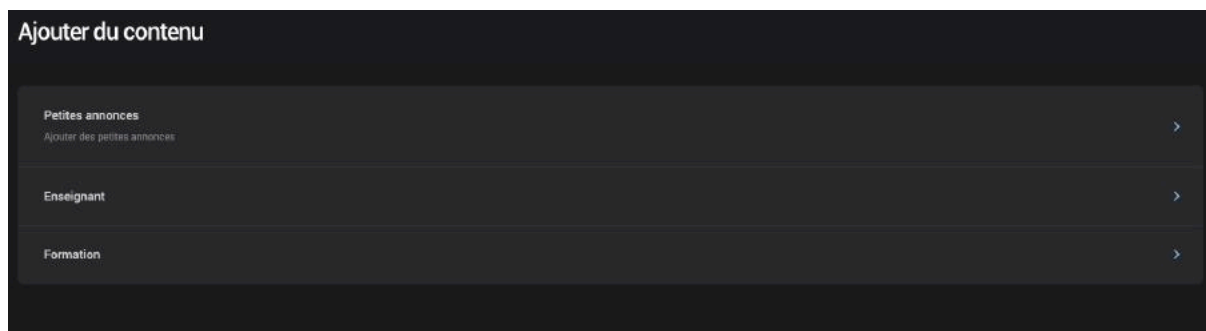 Ajouter du contenu
Petites annonces
Ajouter des petites annonces
Enseignant
Formation